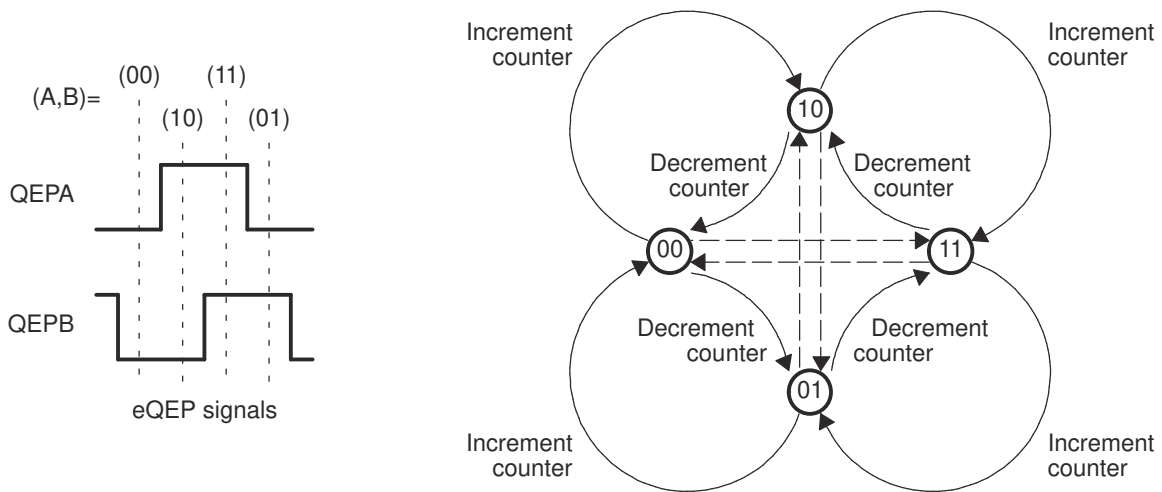 (A,B)=
(00)
(11)
(10)
(01)
QEPA
QEPB
eQEP signals
Increment
counter
Increment
counter
10
Decrement
counter
Decrement
counter
00
11
Decrement
counter
Decrement
counter
01
Increment
counter
Increment
counter